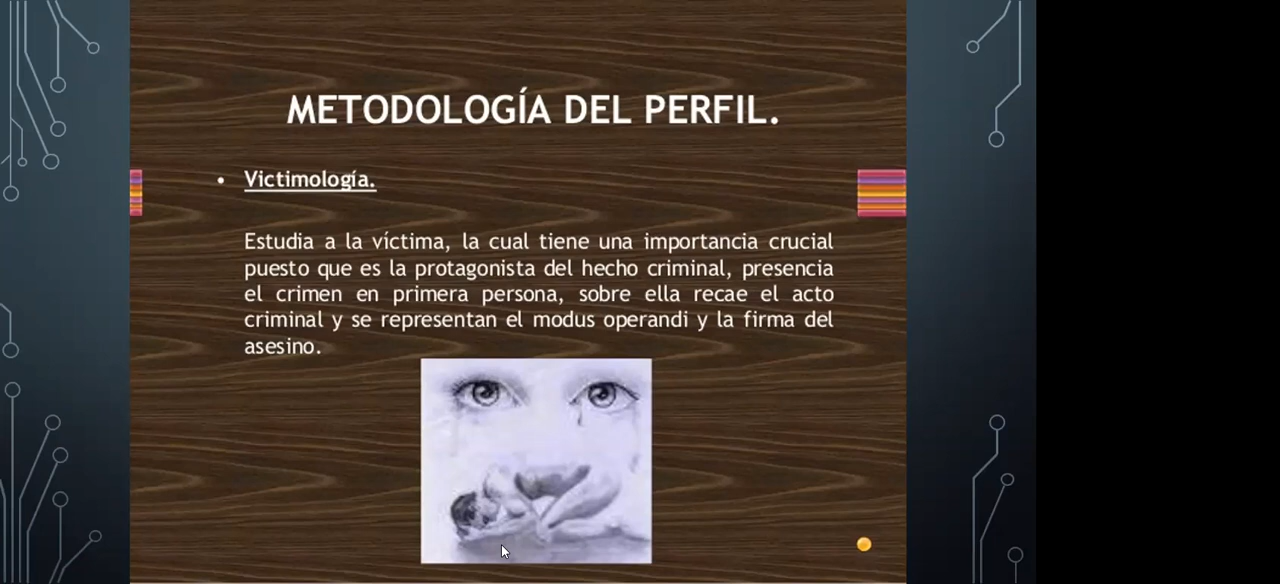 METODOLOGÍA DEL PERFIL.
• Victimología.
Estudia a la víctima, la cual tiene una importancia crucial
puesto que es la protagonista del hecho criminal, presencia
el crimen en primera persona, sobre ella recae el acto
criminal y se representan el modus operandi y la firma del
asesino.